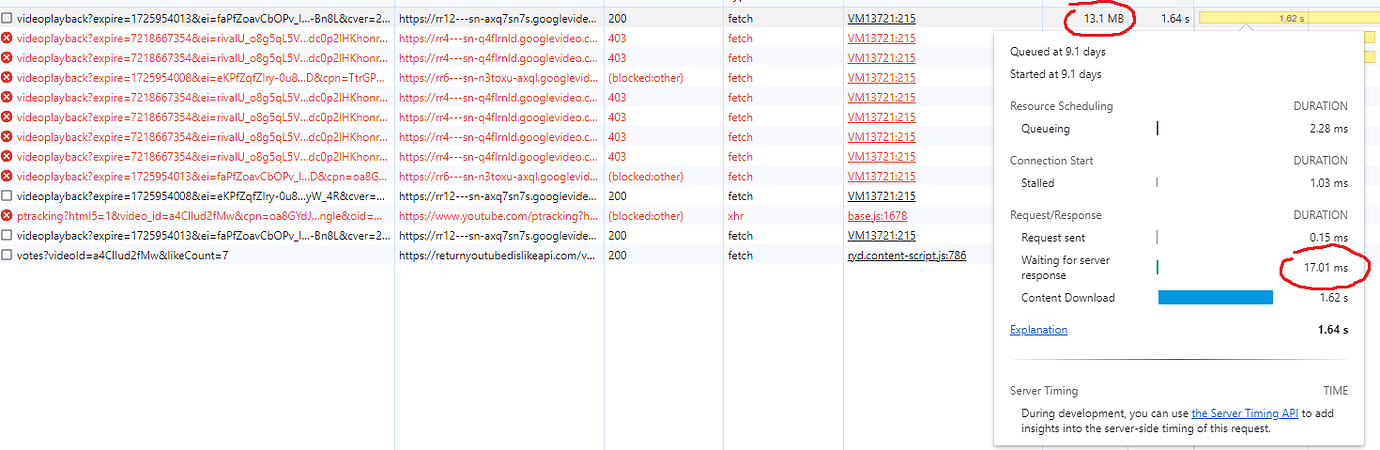 videoplayback?expire=1725954013&ei=faPfZoavCbOPv_l...-Bn8L&cver=2... https://rr12---sn-axq7sn7s.googlevide... 200 fetch VM13721:215 13.1 MB 1.64 s 1.62 s
videoplayback?expire=7218667354&ei=rivalU_o8g5qL5V...dc0p2IHKhonr... https://rr4---sn-q4flrnld.googlevideo.c... 403 fetch VM13721:215
videoplayback?expire=7218667354&ei=rivalU_o8g5qL5V...dc0p2IHKhonr... https://rr4---sn-q4flrnld.googlevideo.c... 403 fetch VM13721:215
videoplayback?expire=1725954008&ei=eKPfZqfZIry-0u8...D&cpn=TtrGP... https://rr6---sn-n3toxu-axql.googlevid... (blocked:other) fetch VM13721:215
videoplayback?expire=7218667354&ei=rivalU_o8g5qL5V...dc0p2IHKhonr... https://rr4---sn-q4flrnld.googlevideo.c... 403 fetch VM13721:215
videoplayback?expire=7218667354&ei=rivalU_o8g5qL5V...dc0p2IHKhonr... https://rr4---sn-q4flrnld.googlevideo.c... 403 fetch VM13721:215
videoplayback?expire=7218667354&ei=rivalU_o8g5qL5V...dc0p2IHKhonr... https://rr4---sn-q4flrnld.googlevideo.c... 403 fetch VM13721:215
videoplayback?expire=7218667354&ei=rivalU_o8g5qL5V...dc0p2IHKhonr... https://rr4---sn-q4flrnld.googlevideo.c... 403 fetch VM13721:215
videoplayback?expire=1725954013&ei=faPfZoavCbOPv_l...D&cpn=oa8G... https://rr6---sn-n3toxu-axql.googlevid... (blocked:other) fetch VM13721:215
videoplayback?expire=1725954008&ei=eKPfZqfZIry-0u8...yW_4R&cver=... https://rr12---sn-axq7sn7s.googlevide... 200 fetch VM13721:215
ptracking?html5=1&video_id=a4CIlud2fMw&cpn=oa8GYdJ...ngle&oid=... https://www.youtube.com/ptracking?h... (blocked:other) xhr base.js:1678
videoplayback?expire=1725954013&ei=faPfZoavCbOPv_l...-Bn8L&cver=2... https://rr12---sn-axq7sn7s.googlevide... 200 fetch VM13721:215
votes?videoId=a4CIlud2fMw&likeCount=7 https://returnyoutubedislikeapi.com/v... 200 fetch ryd.content-script.js:786
Queued at 9.1 days
Started at 9.1 days
Resource Scheduling DURATION
Queueing 2.28 ms
Connection Start DURATION
Stalled 1.03 ms
Request/Response DURATION
Request sent 0.15 ms
Waiting for server
response 17.01 ms
Content Download 1.62 s
Explanation 1.64 s
Server Timing TIME
During development, you can use the Server Timing API to add
insights into the server-side timing of this request.